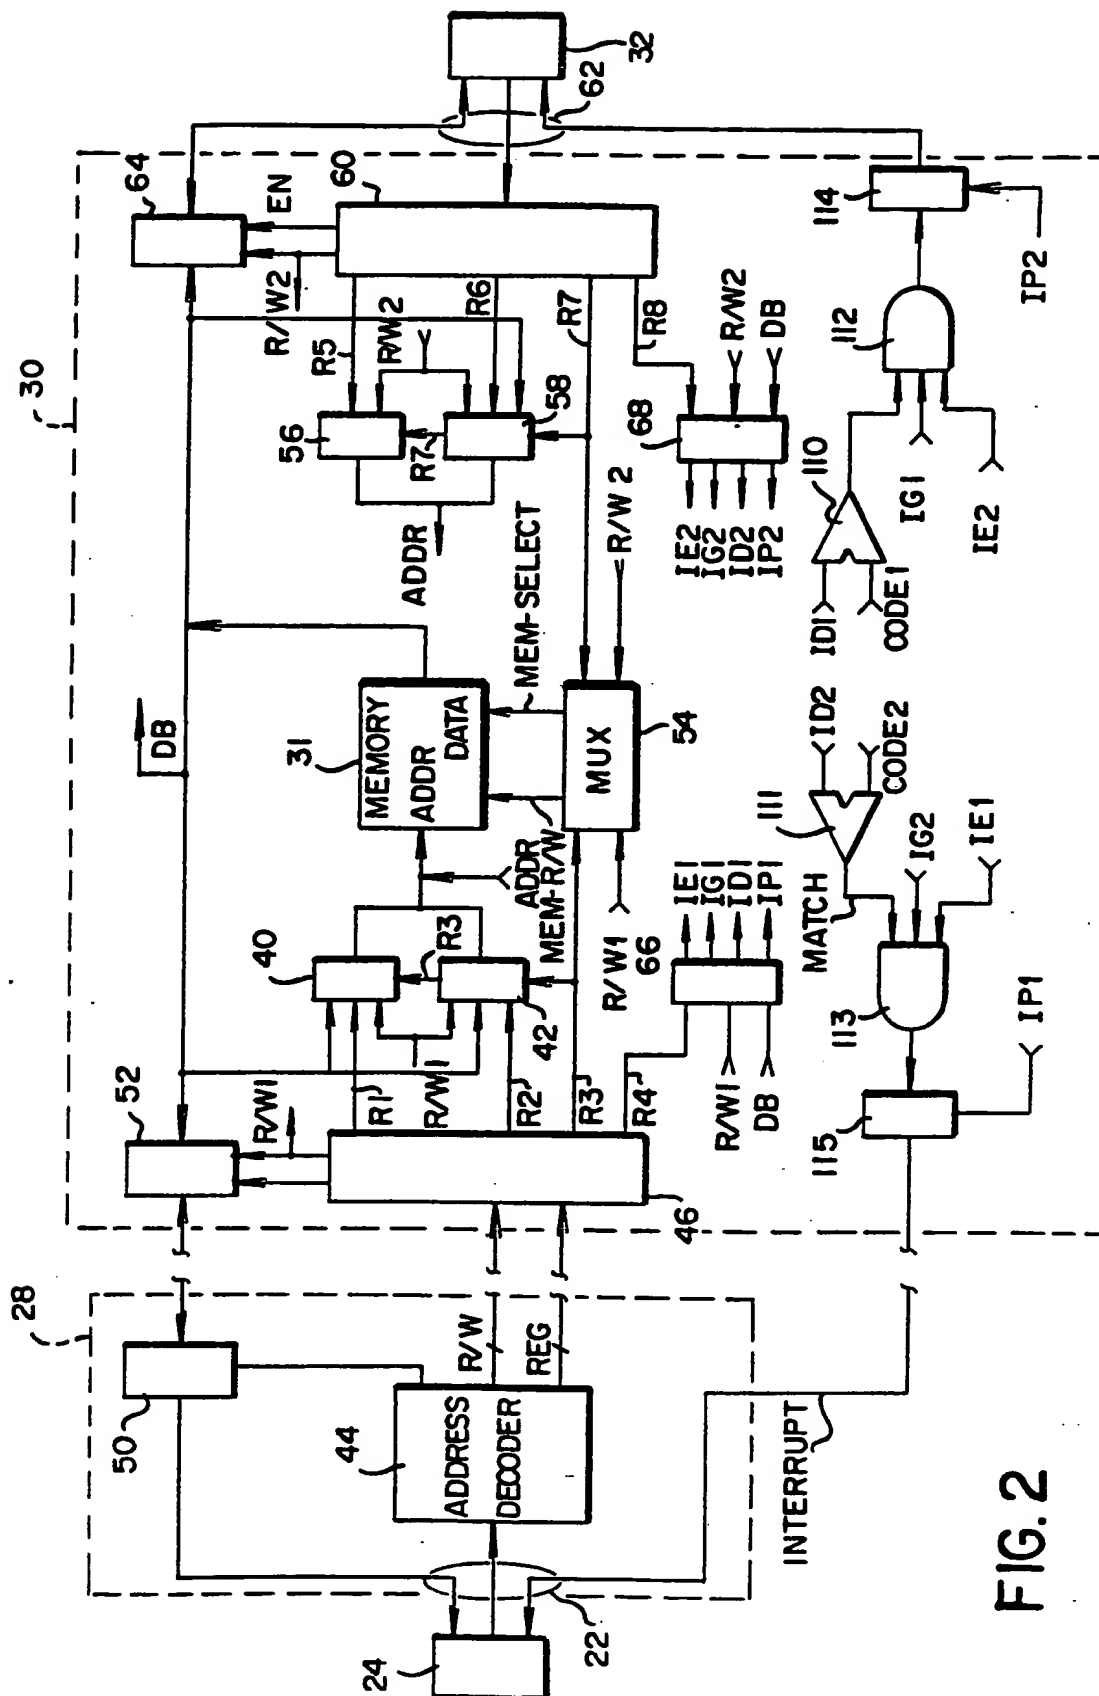 30
64
EN
R/W2
60
62
32
DB
R5
R/W2
R6
56
R7
58
R7
R8
ADDR
R/W2
DB
68
IE2
IG2
ID2
IP2
31
MEMORY
ADDR
DATA
MEM-SELECT
MUX
54
R/W 2
ADDR
MEM-R/W
R/W1
40
R3
42
52
R/W1
R1
R/W1
R2
R3
R4
46
66
IE1
IG1
ID1
IP1
R/W1
DB
ID1
CODE1
110
IG1
IE2
112
114
IP2
ID2
CODE2
111
MATCH
IG2
IE1
113
115
IP1
28
50
44
ADDRESS
DECODER
R/W
REG
24
22
INTERRUPT
FIG. 2